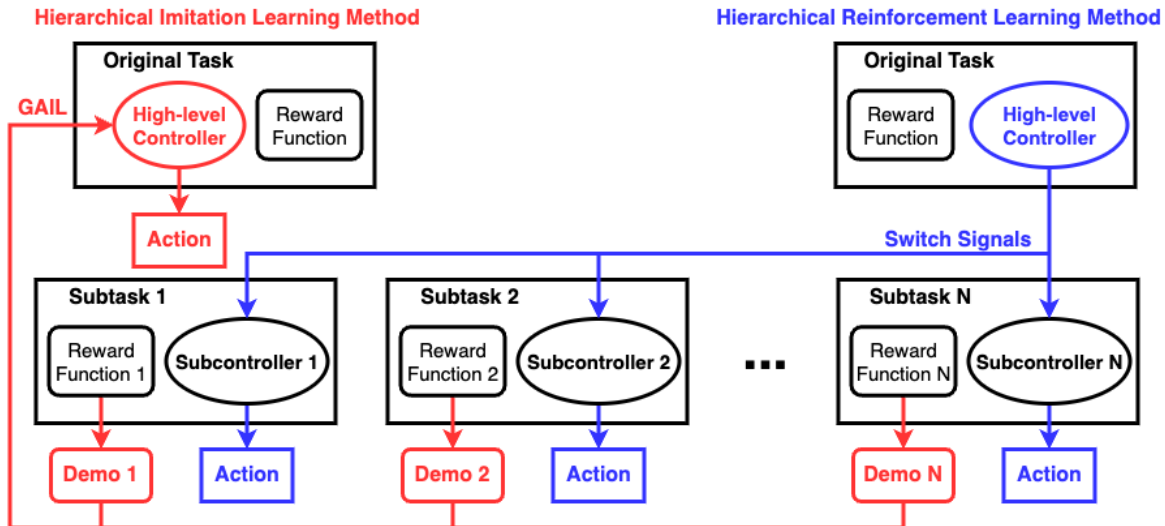 Hierarchical Imitation Learning Method
Hierarchical Reinforcement Learning Method
Original Task
GAIL
High-level
Controller
Reward
Function
Action
Original Task
Reward
Function
High-level
Controller
Switch Signals
Subtask 1
Reward
Function 1
Subcontroller 1
Demo 1
Action
Subtask 2
Reward
Function 2
Subcontroller 2
Demo 2
Action
...
Subtask N
Reward
Function N
Subcontroller N
Demo N
Action